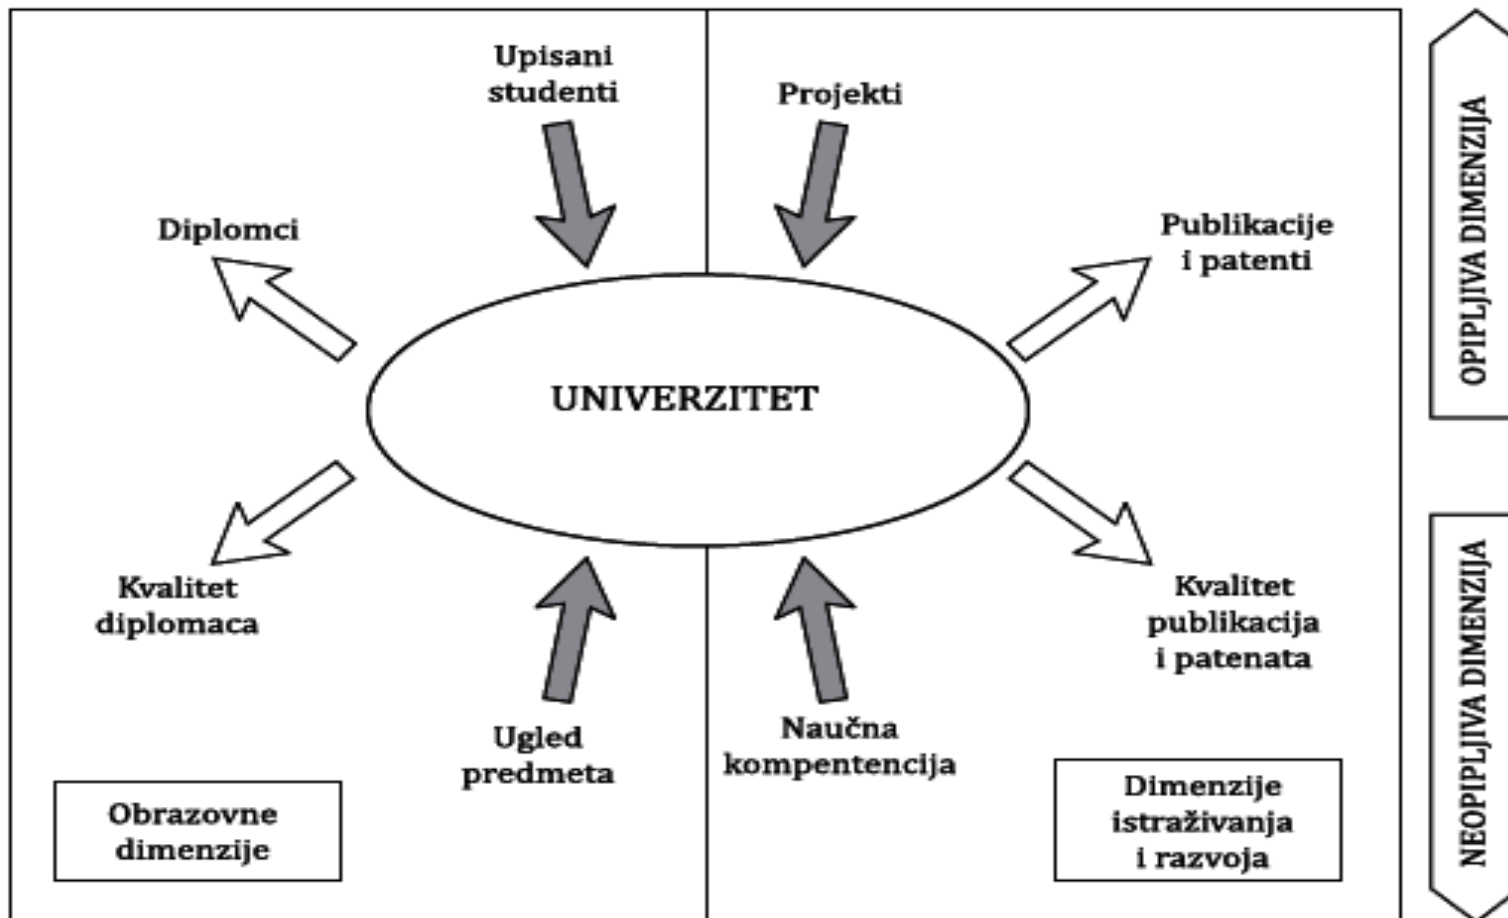 Upisani
studenti
Projekti
Diplomci
Publikacije
i patenti
UNIVERZITET
Kvalitet
diplomaca
Kvalitet
publikacija
i patenata
Ugled
predmeta
Naučna
kompentencija
Obrazovne
dimenzije
Dimenzije
istraživanja
i razvoja
OPIPLJIVA DIMENZIJA
NEOPIPLJIVA DIMENZIJA